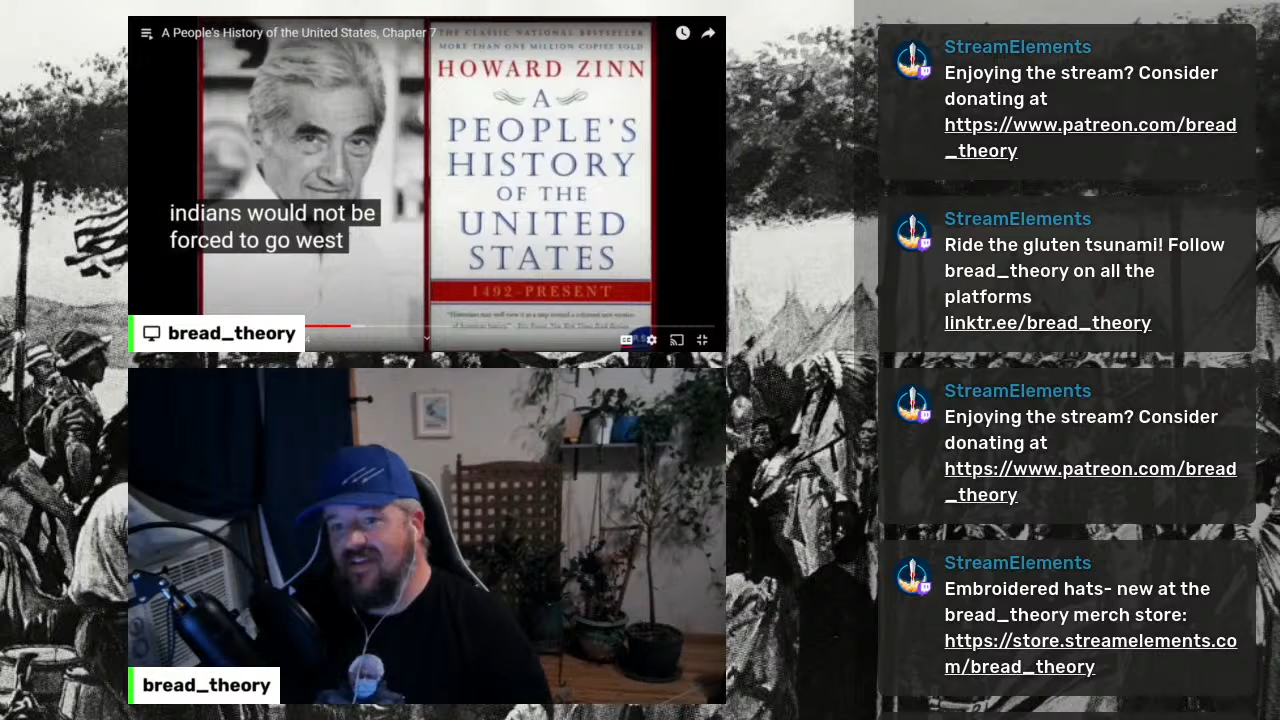 A People's History of the United States, Chapter 7
THE CLASSIC NATIONAL BESTSELLER
MORE THAN ONE MILLION COPIES SOLD
HOWARD ZINN
A
PEOPLE'S
HISTORY
OF THE
UNITED
STATES
1492-PRESENT
indians would not be
forced to go west
bread_theory
bread_theory
StreamElements
Enjoying the stream? Consider
donating at
https://www.patreon.com/bread
_theory
StreamElements
Ride the gluten tsunami! Follow
bread_theory on all the
platforms
linktr.ee/bread_theory
StreamElements
Enjoying the stream? Consider
donating at
https://www.patreon.com/bread
_theory
StreamElements
Embroidered hats- new at the
bread_theory merch store:
https://store.streamelements.co
m/bread_theory